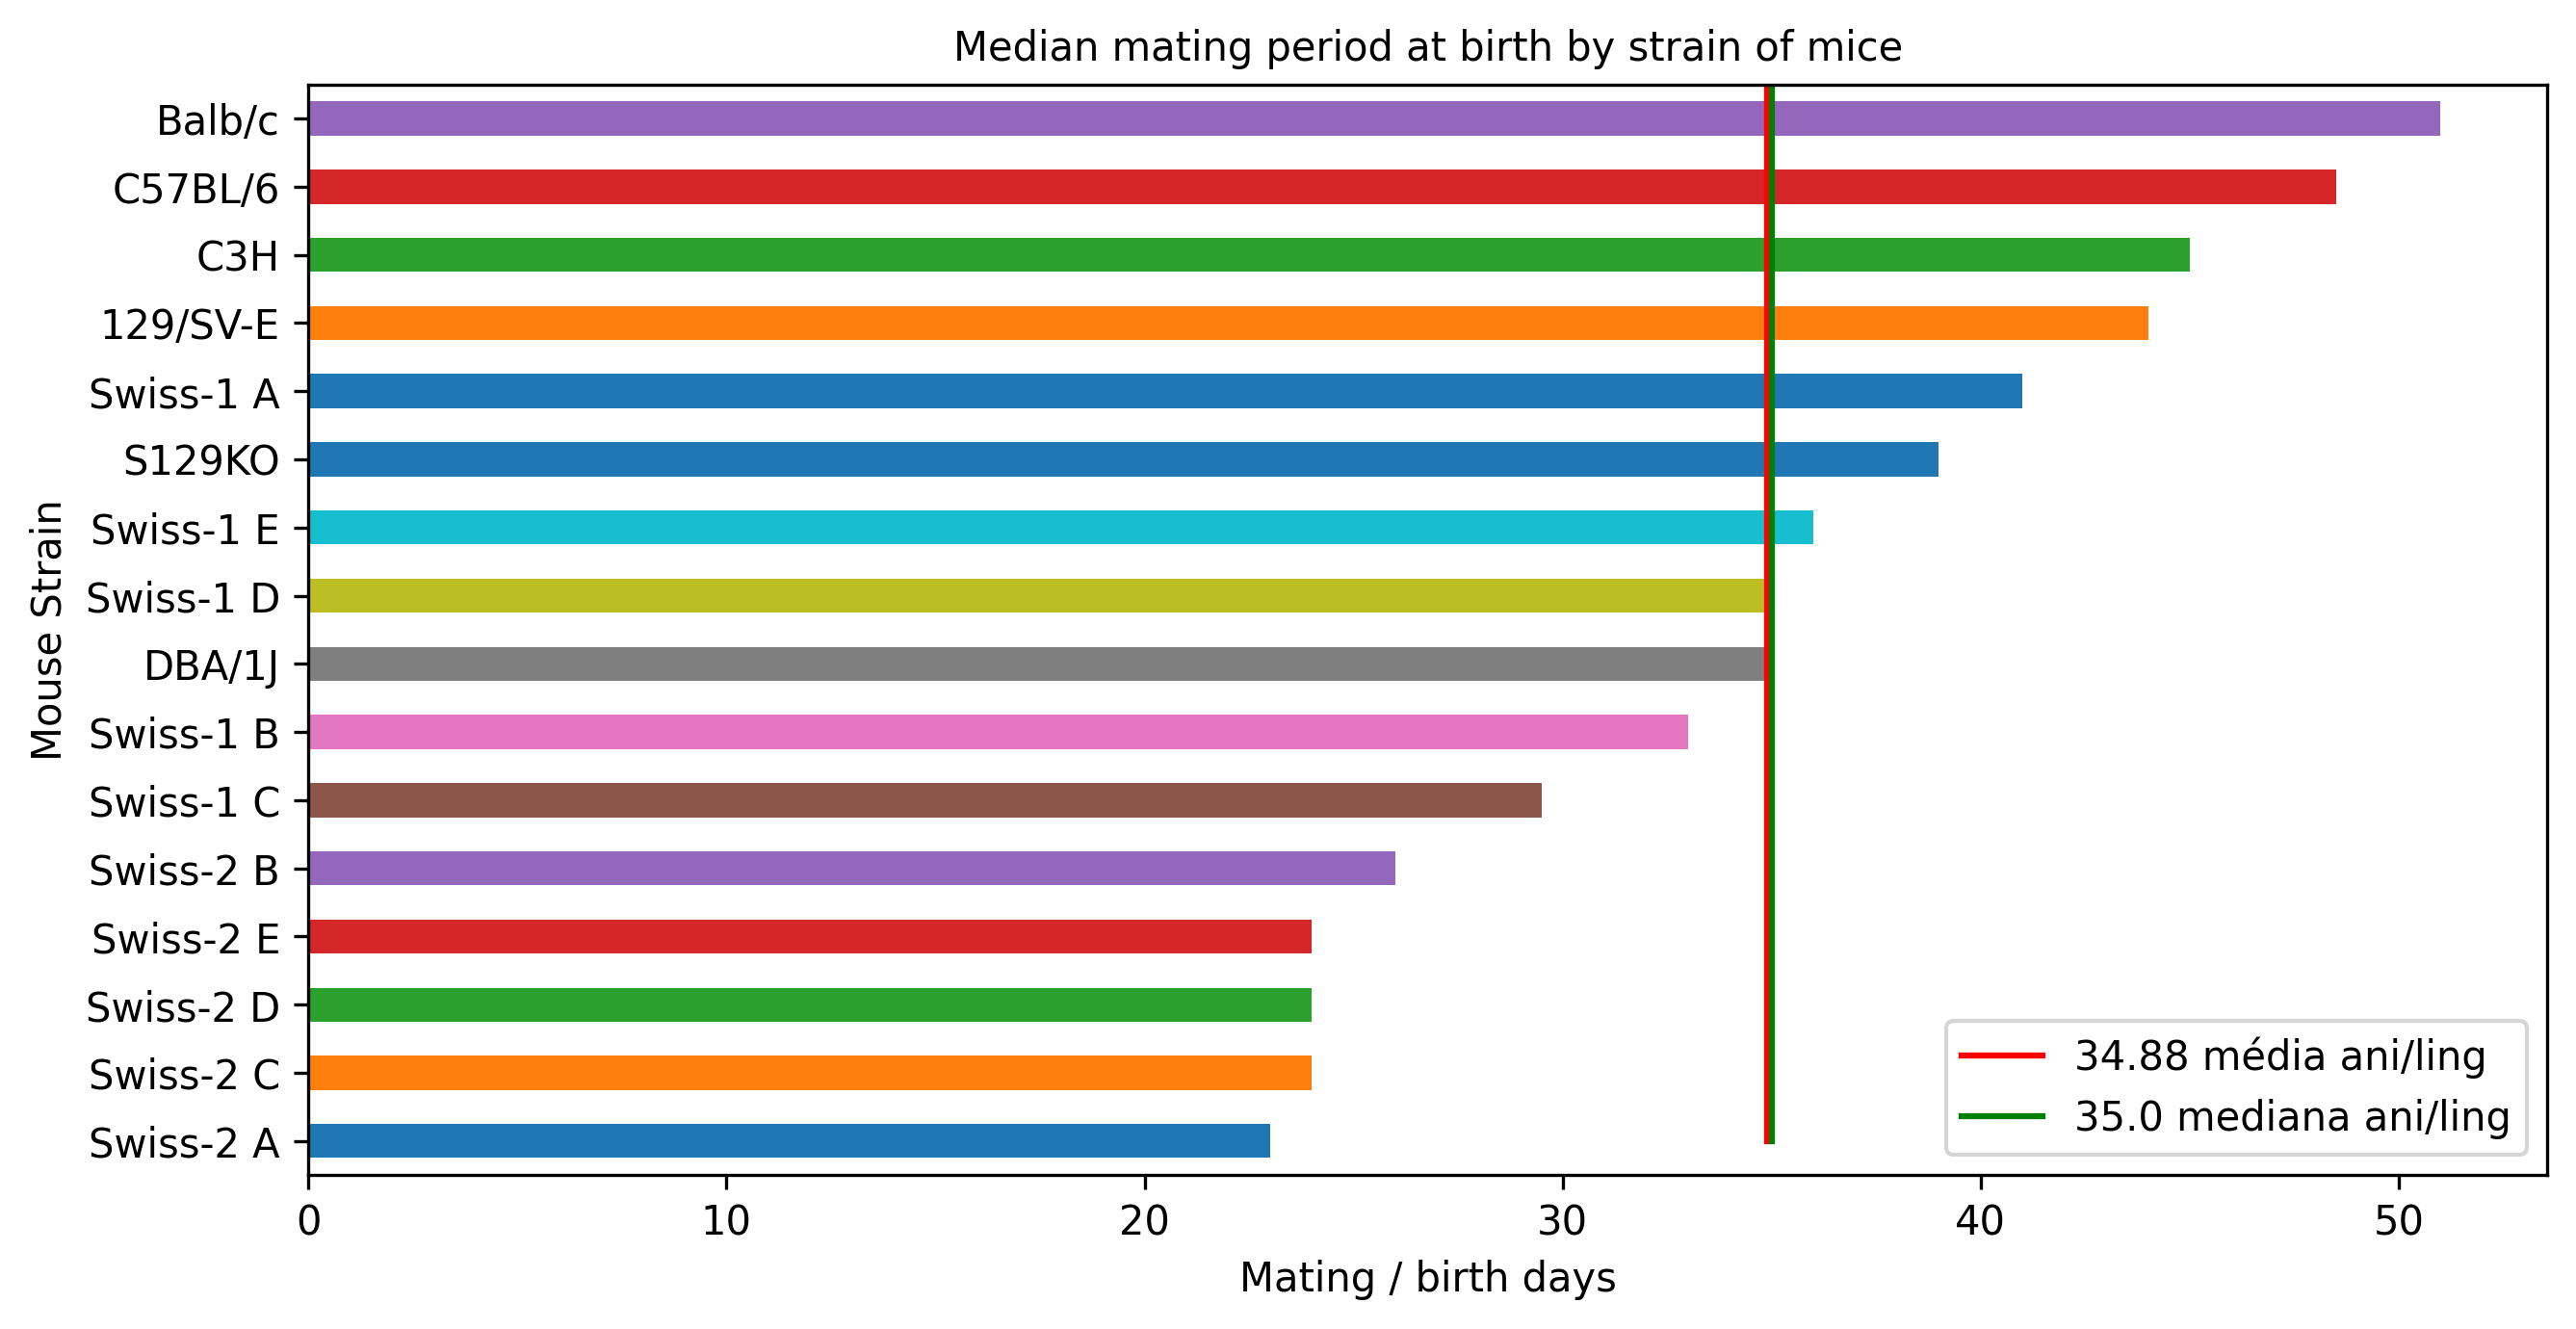 Median mating period at birth by strain of mice
Mouse Strain
Balb/c
C57BL/6
C3H
129/SV-E
Swiss-1 A
S129KO
Swiss-1 E
Swiss-1 D
DBA/1J
Swiss-1 B
Swiss-1 C
Swiss-2 B
Swiss-2 E
Swiss-2 D
Swiss-2 C
Swiss-2 A
34.88 média ani/ling
35.0 mediana ani/ling
0 10 20 30 40 50
Mating / birth days